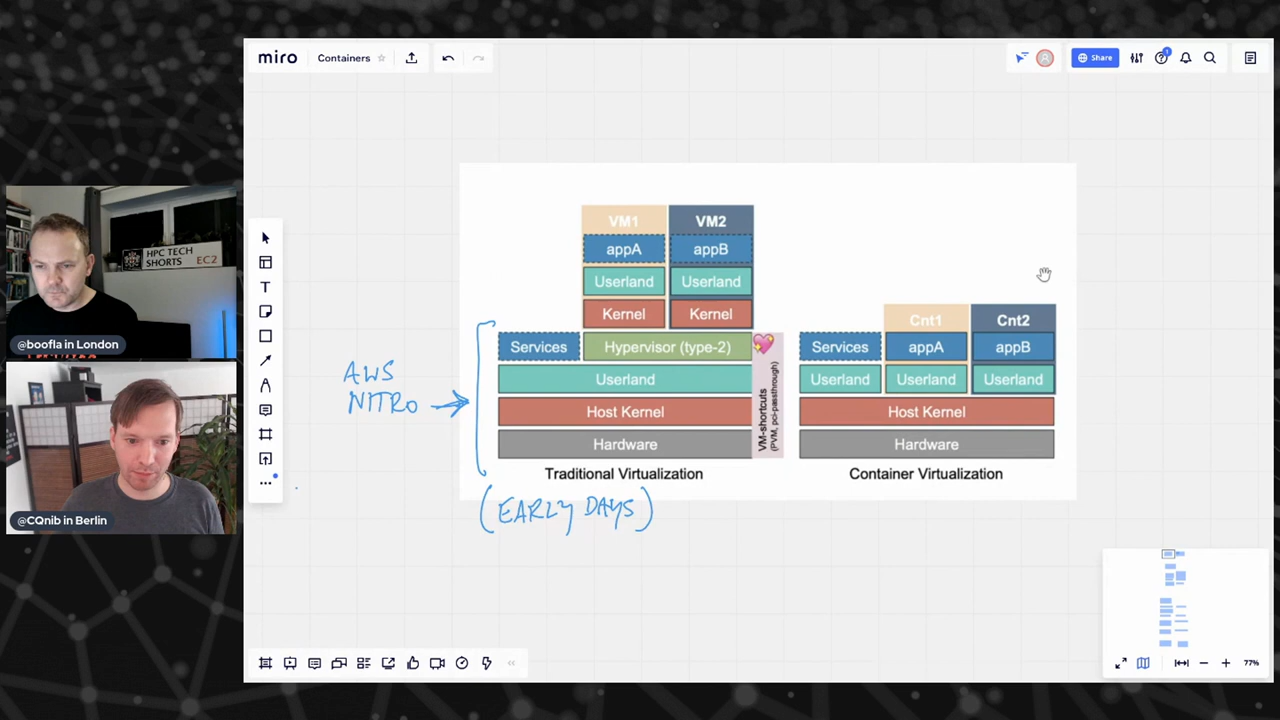 miro
Containers
Share
1
HPC TECH
SHORTS EC2
@boofla in London
@CQnib in Berlin
VM1 VM2
appA appB
Userland Userland
Kernel Kernel
Services Hypervisor (type-2)
Userland
Host Kernel
Hardware
Traditional Virtualization
VM-shortcuts
(PVM, pci-passthrough)
Cnt1 Cnt2
Services appA appB
Userland Userland Userland
Host Kernel
Hardware
Container Virtualization
AWS
NITRO
(EARLY DAYS)
77%